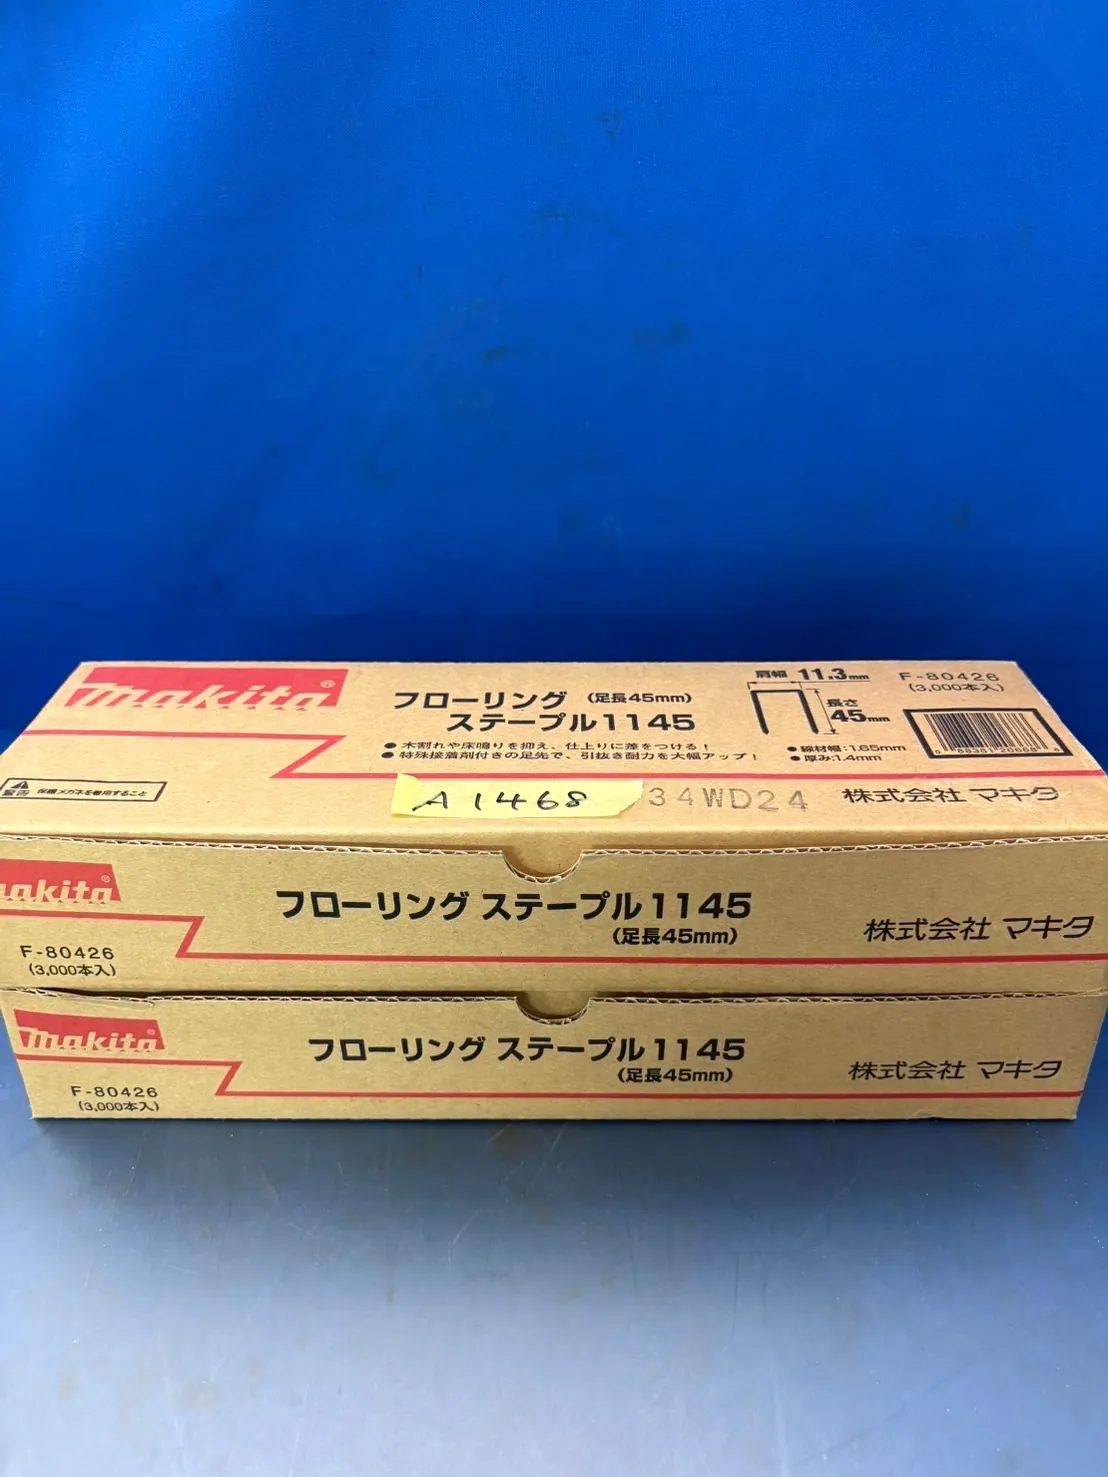 makita®
フローリング (足長45mm)
ステープル1145
●木割れや床鳴りを抑え、仕上りに差をつける!
●特殊接着剤付きの足先で、引抜き耐力を大幅アップ!
肩幅 11.3mm
長さ
45mm
●線材幅:1.65mm
●厚み:1.4mm
F-80426
(3,000本入)
警告 保護メガネを着用すること
A1468
34WD24
株式会社 マキタ
makita®
F-80426
(3,000本入)
フローリング ステープル1145
(足長45mm)
株式会社 マキタ
makita®
F-80426
(3,000本入)
フローリング ステープル1145
(足長45mm)
株式会社 マキタ